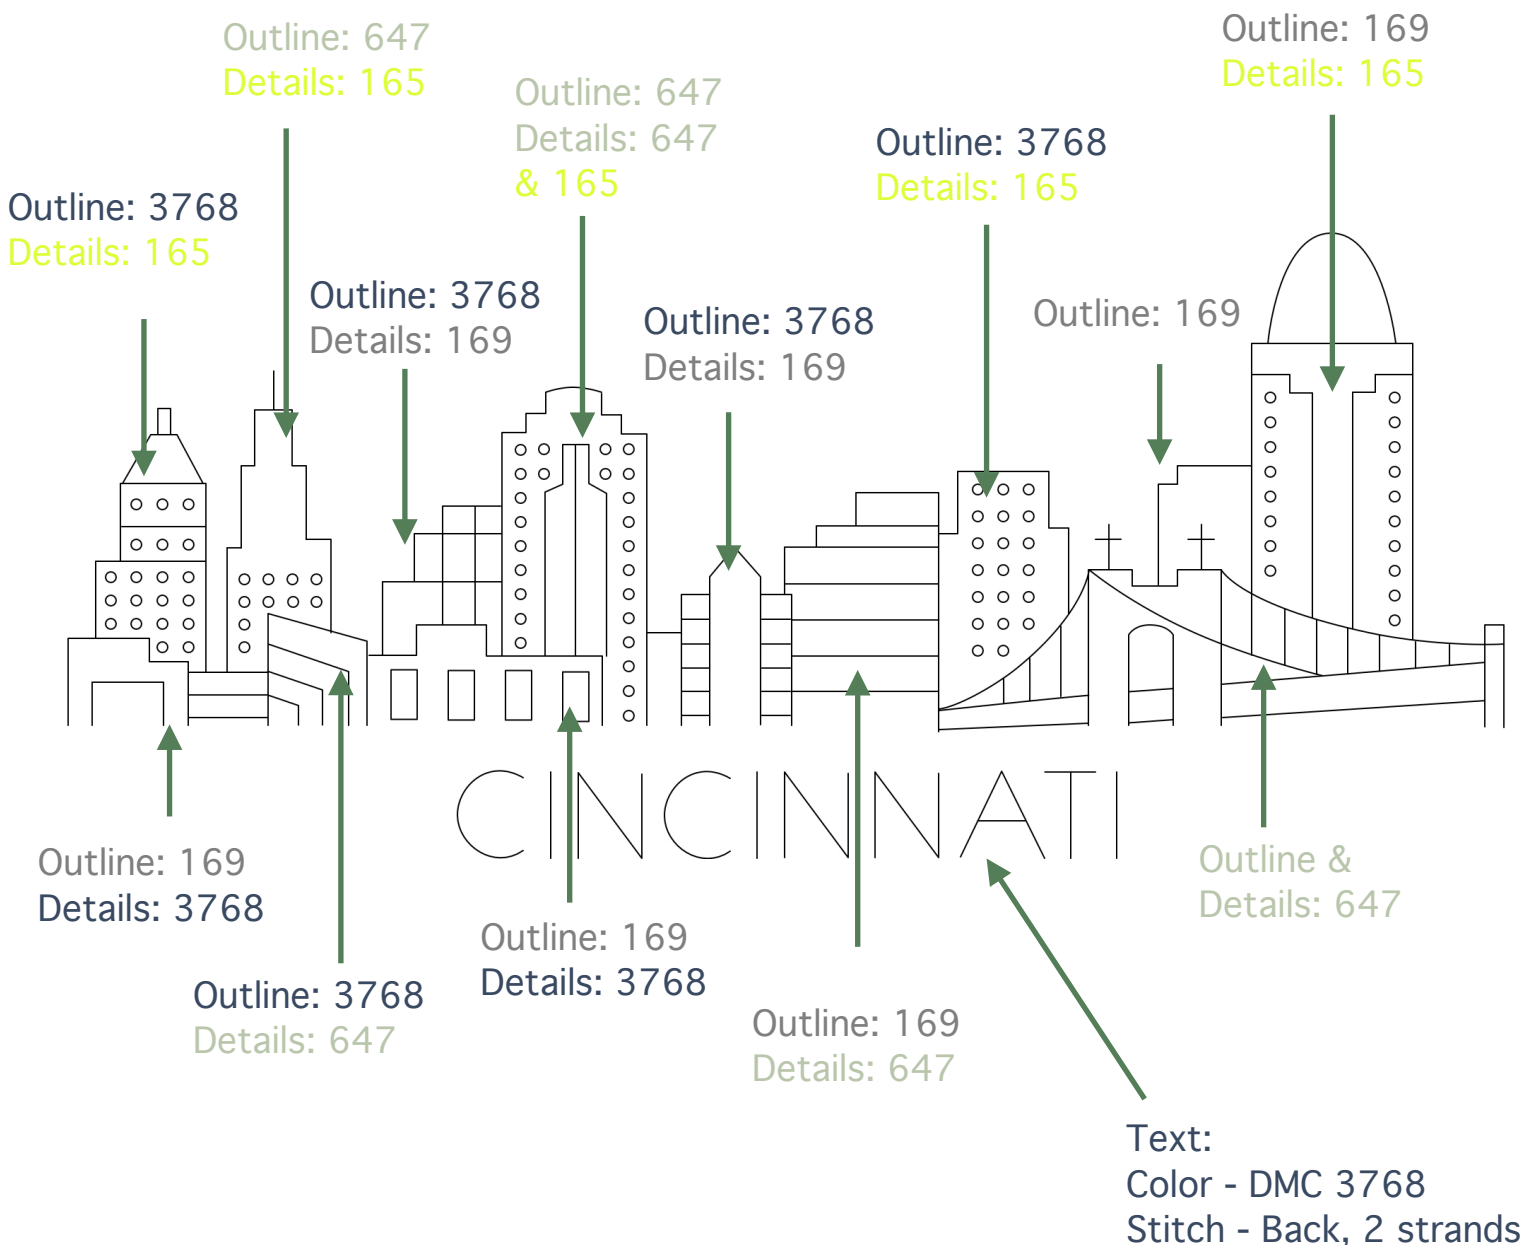 Outline: 647
Details: 165
Outline: 169
Details: 165
Outline: 647
Details: 647
& 165
Outline: 3768
Details: 165
Outline: 3768
Details: 165
Outline: 3768
Details: 169
Outline: 3768
Details: 169
Outline: 169
CINCINNATI
Outline: 169
Details: 3768
Outline &
Details: 647
Outline: 169
Details: 3768
Outline: 3768
Details: 647
Outline: 169
Details: 647
Text:
Color - DMC 3768
Stitch - Back, 2 strands